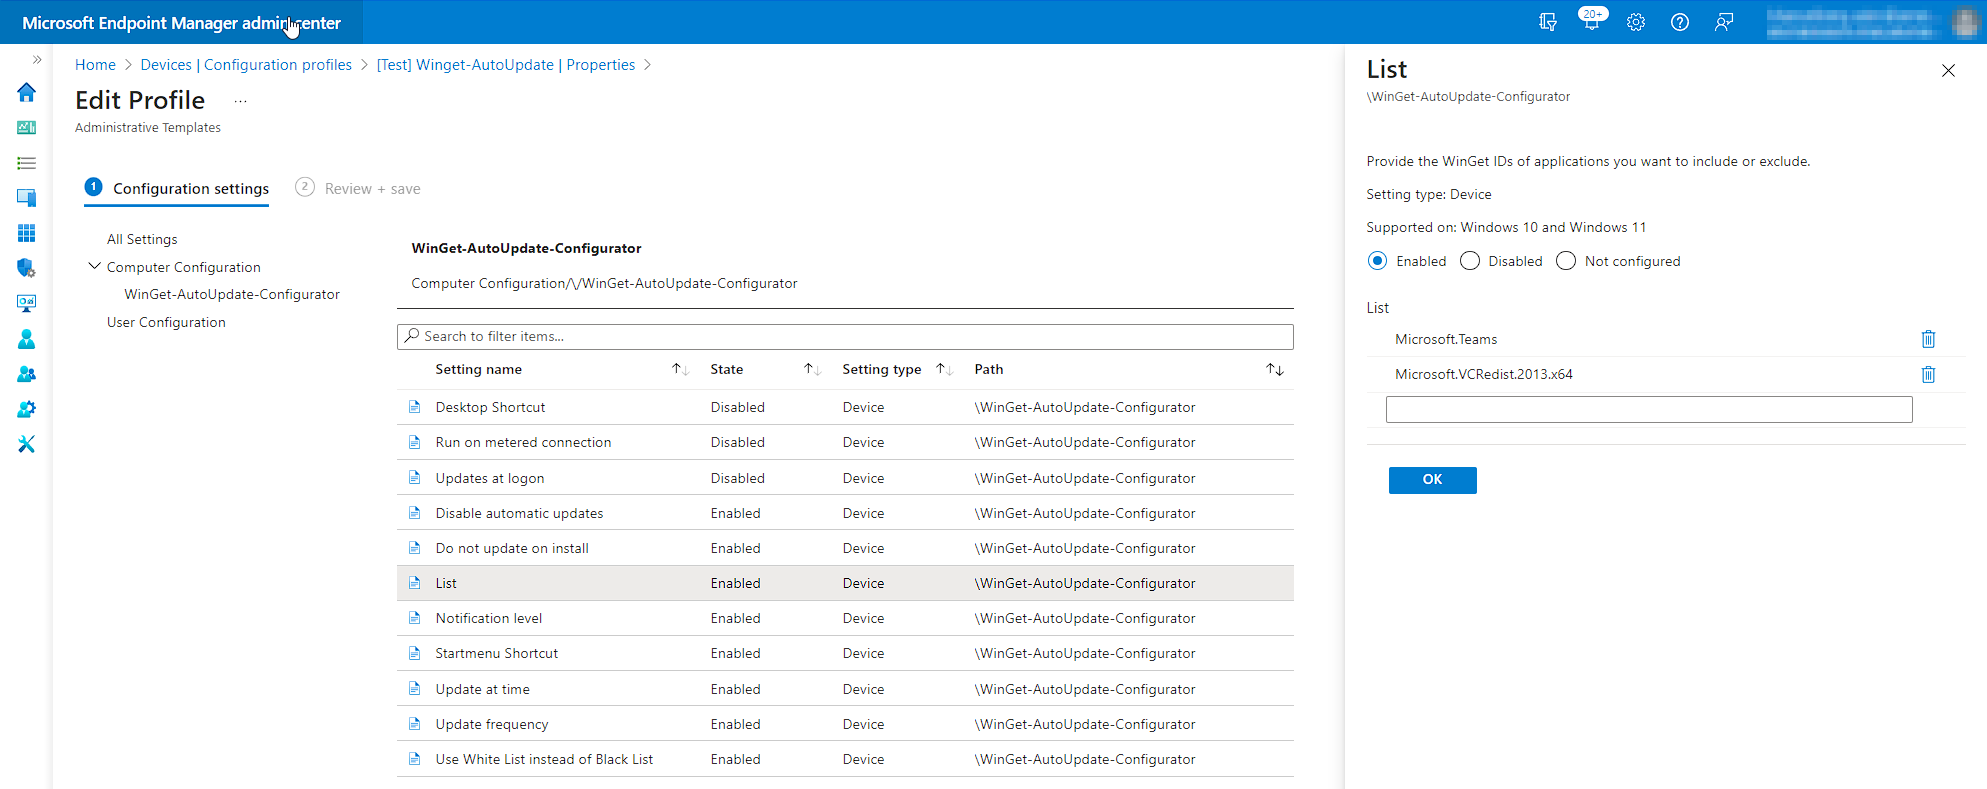 Microsoft Endpoint Manager admin center
20+
Home > Devices | Configuration profiles > [Test] Winget-AutoUpdate | Properties >
Edit Profile ...
Administrative Templates
1 Configuration settings 2 Review + save
All Settings
Computer Configuration
WinGet-AutoUpdate-Configurator
User Configuration
WinGet-AutoUpdate-Configurator
Computer Configuration/\/WinGet-AutoUpdate-Configurator
Search to filter items...
Setting name State Setting type Path
Desktop Shortcut Disabled Device \WinGet-AutoUpdate-Configurator
Run on metered connection Disabled Device \WinGet-AutoUpdate-Configurator
Updates at logon Disabled Device \WinGet-AutoUpdate-Configurator
Disable automatic updates Enabled Device \WinGet-AutoUpdate-Configurator
Do not update on install Enabled Device \WinGet-AutoUpdate-Configurator
List Enabled Device \WinGet-AutoUpdate-Configurator
Notification level Enabled Device \WinGet-AutoUpdate-Configurator
Startmenu Shortcut Enabled Device \WinGet-AutoUpdate-Configurator
Update at time Enabled Device \WinGet-AutoUpdate-Configurator
Update frequency Enabled Device \WinGet-AutoUpdate-Configurator
Use White List instead of Black List Enabled Device \WinGet-AutoUpdate-Configurator
List
\WinGet-AutoUpdate-Configurator
Provide the WinGet IDs of applications you want to include or exclude.
Setting type: Device
Supported on: Windows 10 and Windows 11
Enabled Disabled Not configured
List
Microsoft.Teams
Microsoft.VCRedist.2013.x64
OK